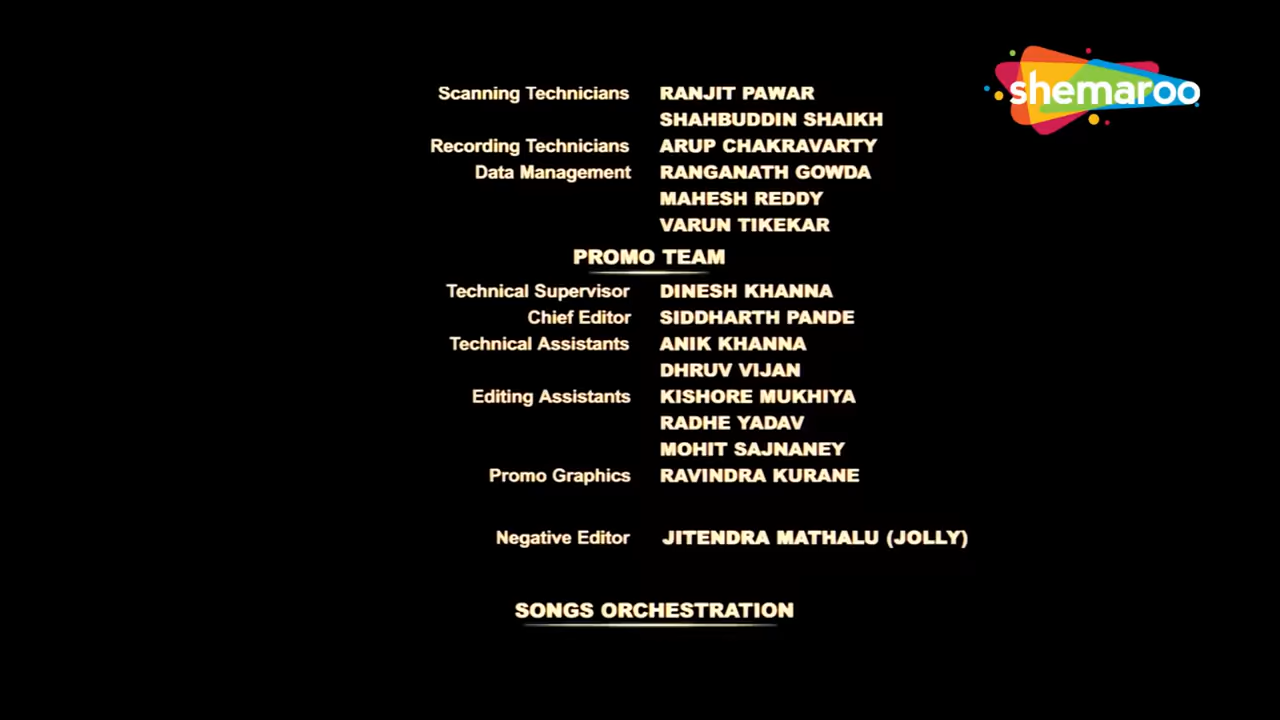 shemaroo
Scanning Technicians RANJIT PAWAR
SHAHBUDDIN SHAIKH
Recording Technicians ARUP CHAKRAVARTY
Data Management RANGANATH GOWDA
MAHESH REDDY
VARUN TIKEKAR
PROMO TEAM
Technical Supervisor DINESH KHANNA
Chief Editor SIDDHARTH PANDE
Technical Assistants ANIK KHANNA
DHRUV VIJAN
Editing Assistants KISHORE MUKHIYA
RADHE YADAV
MOHIT SAJNANEY
Promo Graphics RAVINDRA KURANE
Negative Editor JITENDRA MATHALU (JOLLY)
SONGS ORCHESTRATION